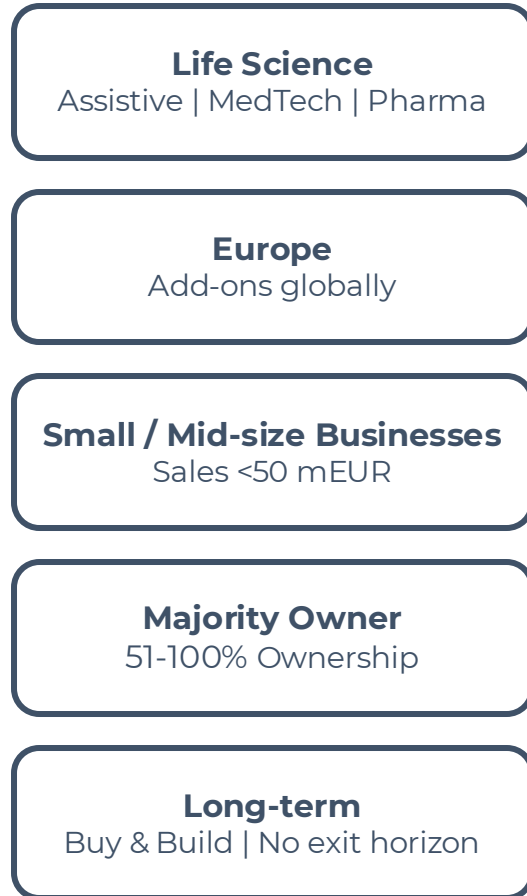 Life Science
Assistive | MedTech | Pharma
Europe
Add-ons globally
Small / Mid-size Businesses
Sales <50 mEUR
Majority Owner
51-100% Ownership
Long-term
Buy & Build | No exit horizon